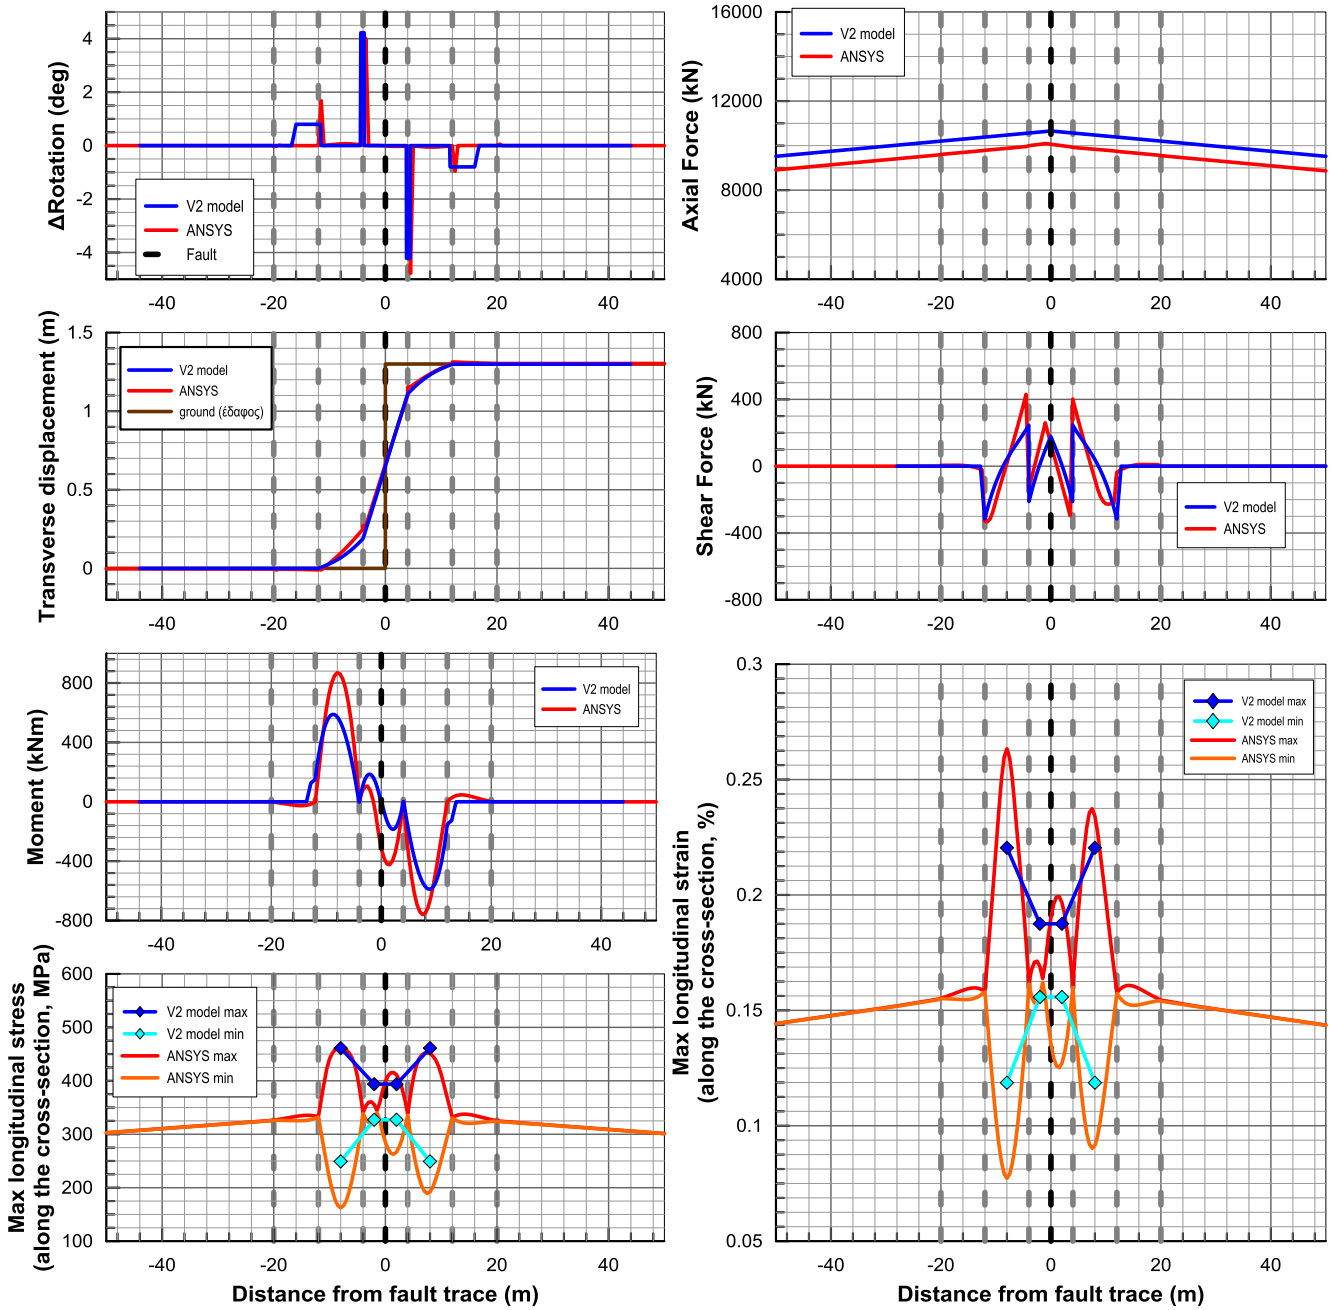 ΔRotation (deg)
4
2
0
-2
-4
V2 model
ANSYS
Fault
-40
-20
0
20
40
Axial Force (kN)
16000
12000
8000
4000
V2 model
ANSYS
-40
-20
0
20
40
Transverse displacement (m)
1.5
1
0.5
0
V2 model
ANSYS
ground (έδαφος)
-40
-20
0
20
40
Shear Force (kN)
800
400
0
-400
-800
V2 model
ANSYS
-40
-20
0
20
40
Moment (kNm)
800
400
0
-400
-800
V2 model
ANSYS
-40
-20
0
20
40
Max longitudinal stress
(along the cross-section, MPa)
600
500
400
300
200
100
V2 model max
V2 model min
ANSYS max
ANSYS min
-40
-20
0
20
40
Distance from fault trace (m)
Max longitudinal strain
(along the cross-section, %)
0.3
0.25
0.2
0.15
0.1
0.05
V2 model max
V2 model min
ANSYS max
ANSYS min
-40
-20
0
20
40
Distance from fault trace (m)